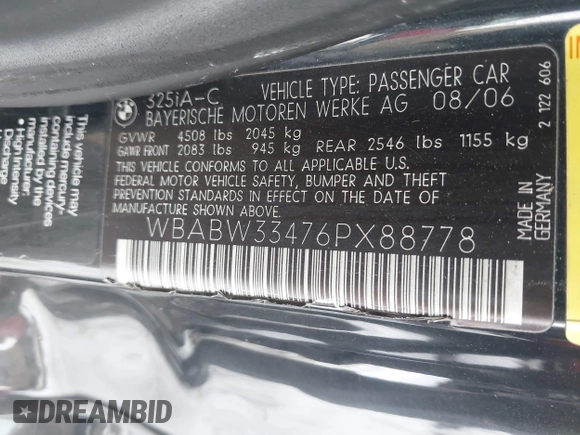 BMW
325iA-C VEHICLE TYPE: PASSENGER CAR
BAYERISCHE MOTOREN WERKE AG 08/06
GVWR 4508 lbs 2045 kg
GAWR FRONT 2083 lbs 945 kg REAR 2546 lbs 1155 kg
THIS VEHICLE CONFORMS TO ALL APPLICABLE U.S.
FEDERAL MOTOR VEHICLE SAFETY, BUMPER AND THEFT
PREVENTION STANDARDS IN EFFECT ON THE DATE OF
MANUFACTURE SHOWN ABOVE.
WBABW33476PX88778
MADE IN
GERMANY
2 122 606
This vehicle may
include mercury-
containing devices
installed by the
manufacturer:
• High Intensity
Discharge
DREAMBID